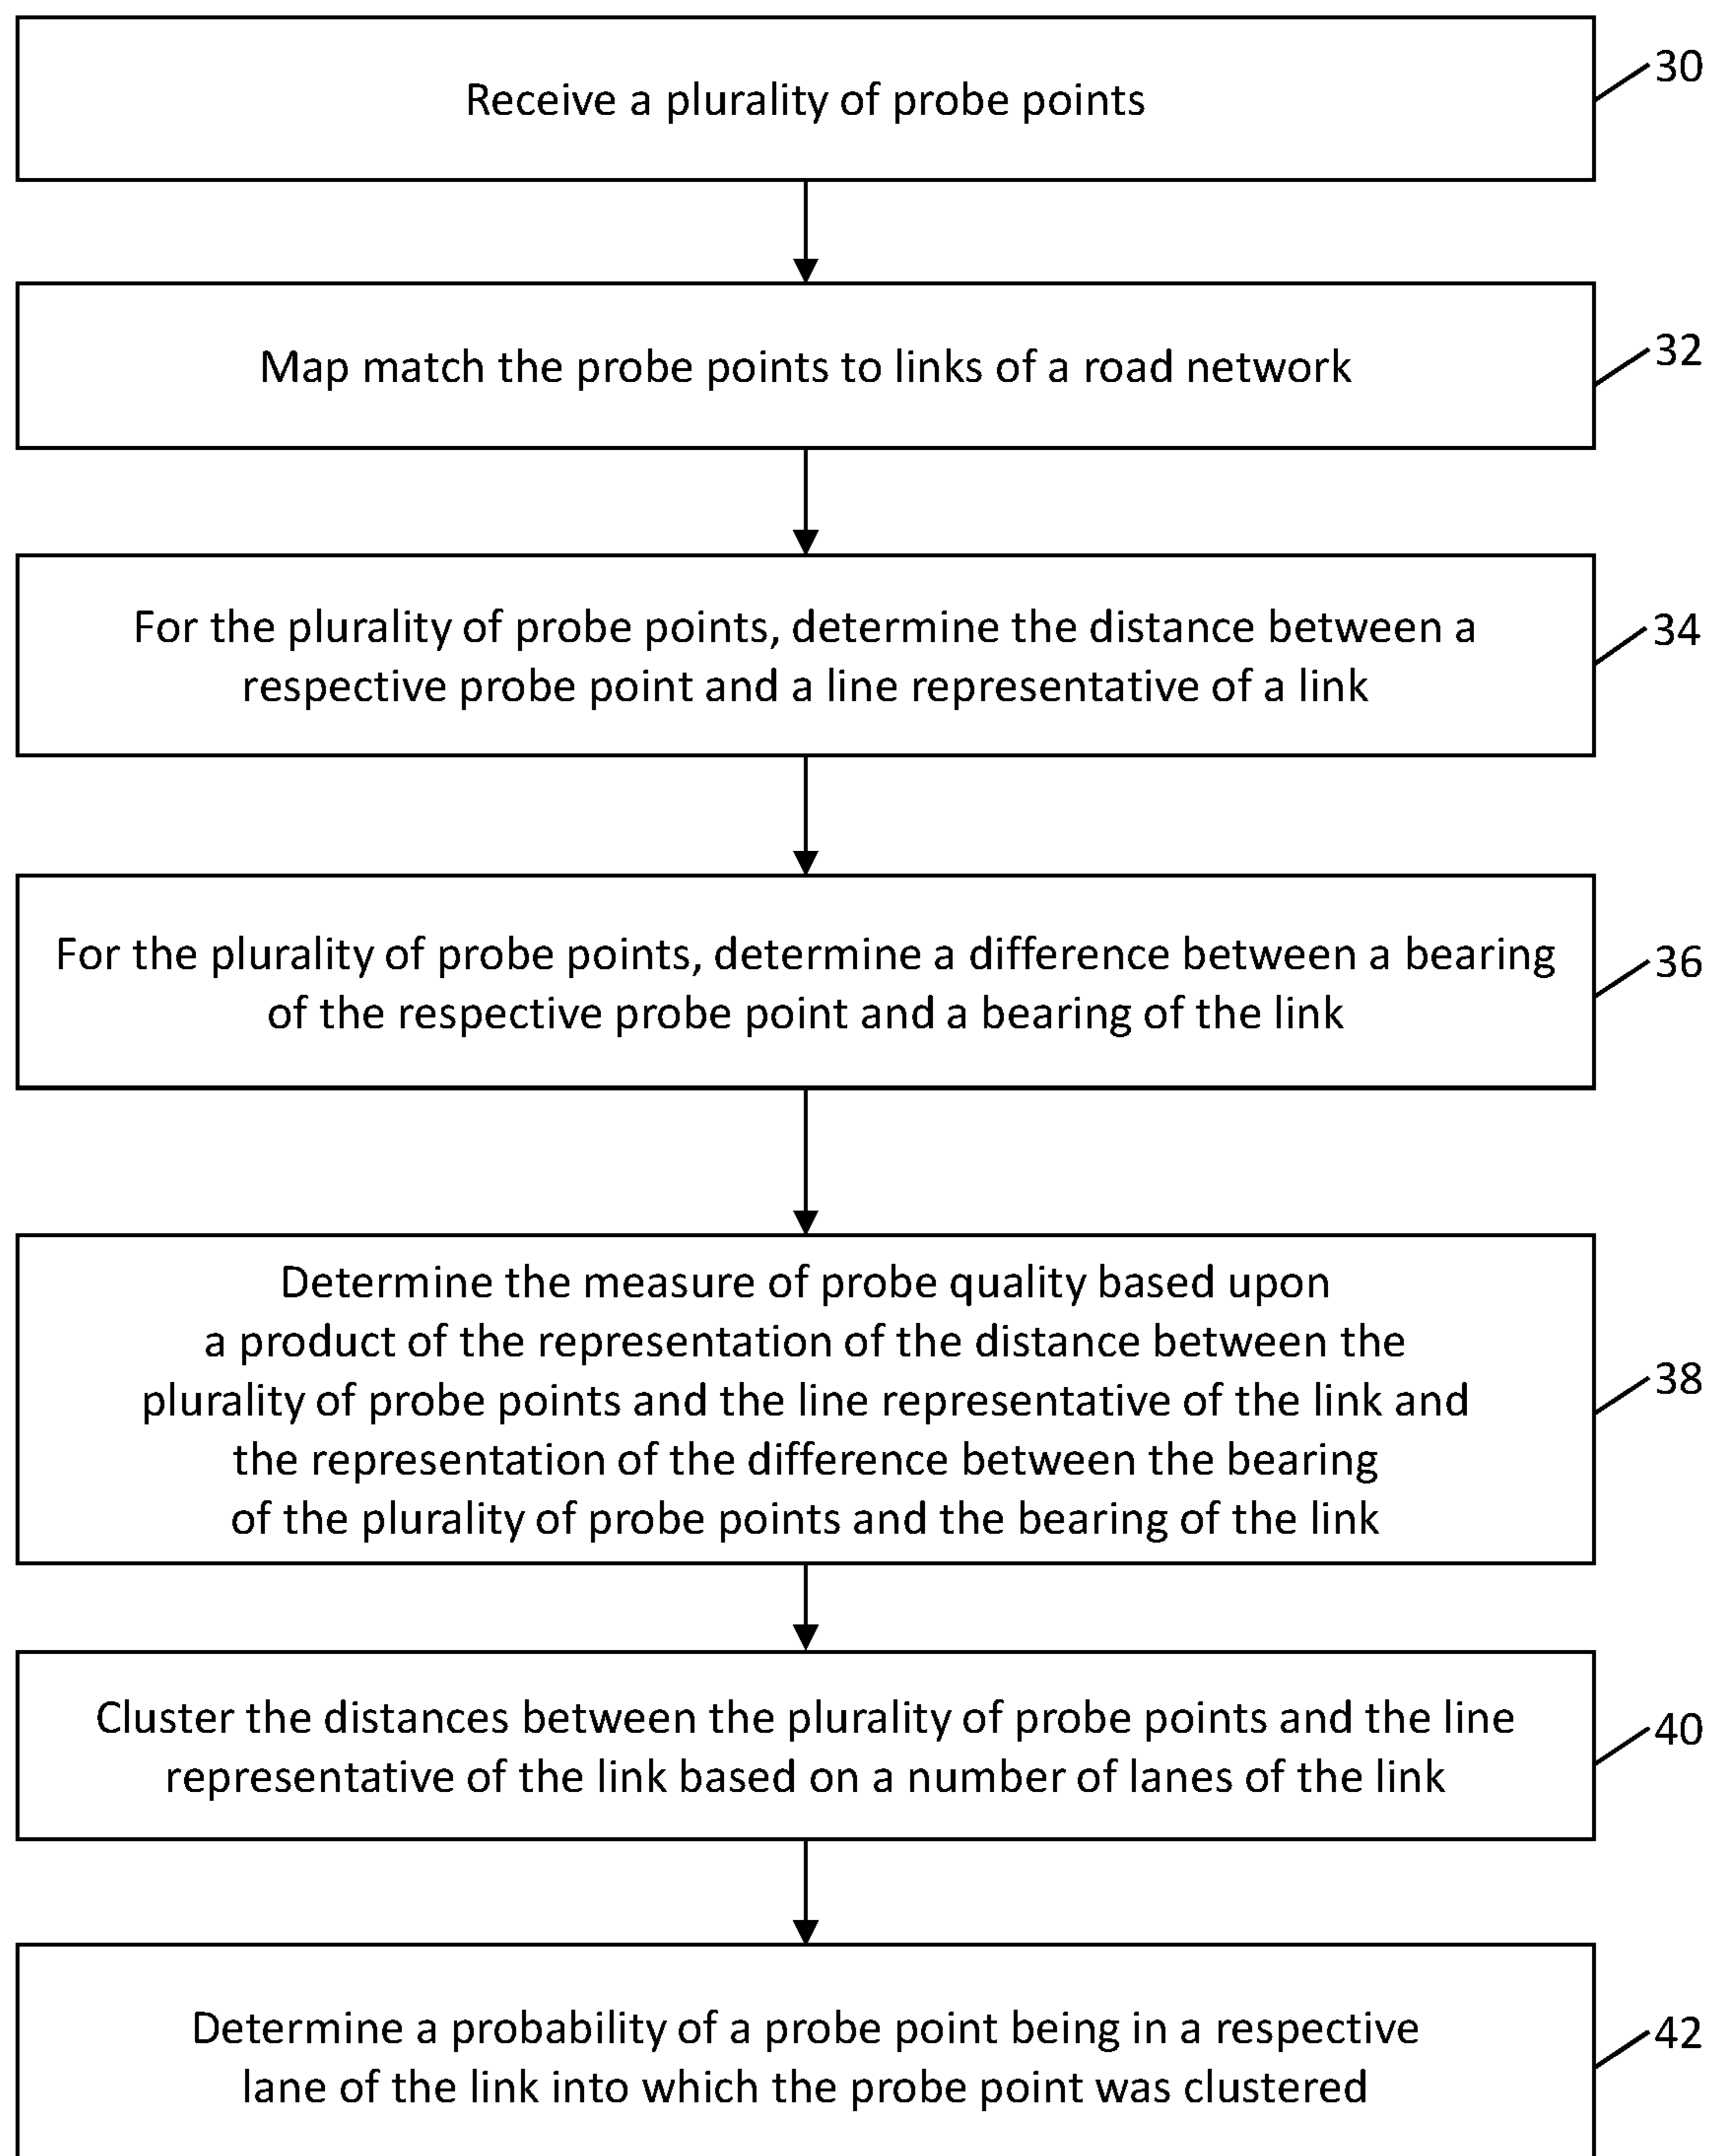 Receive a plurality of probe points
30
Map match the probe points to links of a road network
32
For the plurality of probe points, determine the distance between a
respective probe point and a line representative of a link
34
For the plurality of probe points, determine a difference between a bearing
of the respective probe point and a bearing of the link
36
Determine the measure of probe quality based upon
a product of the representation of the distance between the
plurality of probe points and the line representative of the link and
the representation of the difference between the bearing
of the plurality of probe points and the bearing of the link
38
Cluster the distances between the plurality of probe points and the line
representative of the link based on a number of lanes of the link
40
Determine a probability of a probe point being in a respective
lane of the link into which the probe point was clustered
42